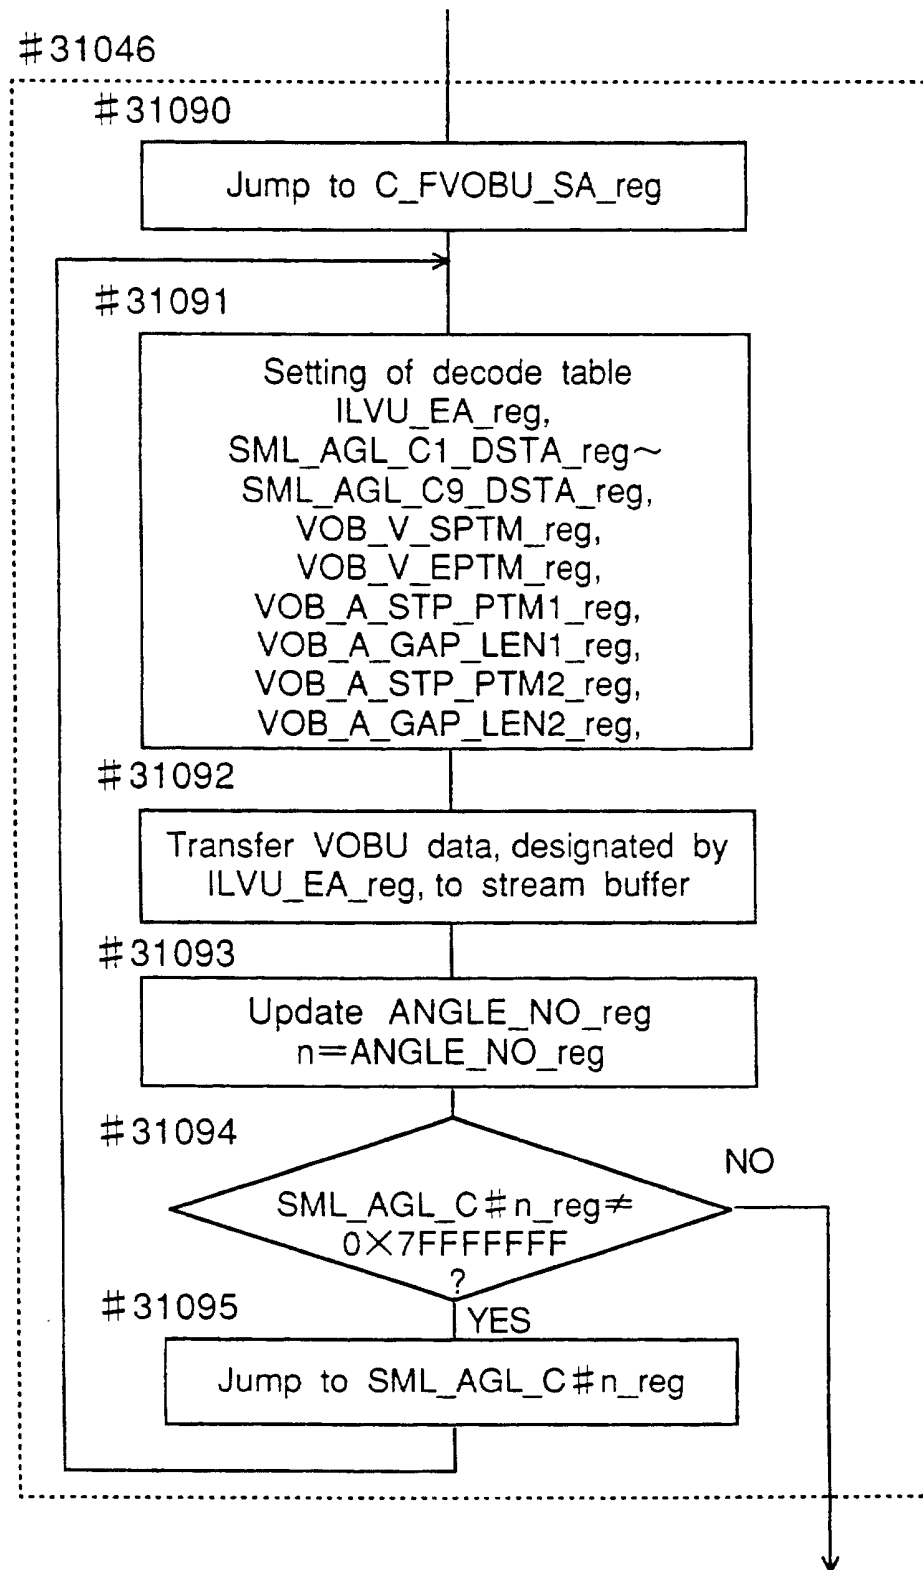 #31046
#31090
Jump to C_FVOBU_SA_reg
#31091
Setting of decode table
ILVU_EA_reg,
SML_AGL_C1_DSTA_reg~
SML_AGL_C9_DSTA_reg,
VOB_V_SPTM_reg,
VOB_V_EPTM_reg,
VOB_A_STP_PTM1_reg,
VOB_A_GAP_LEN1_reg,
VOB_A_STP_PTM2_reg,
VOB_A_GAP_LEN2_reg,
#31092
Transfer VOBU data, designated by
ILVU_EA_reg, to stream buffer
#31093
Update ANGLE_NO_reg
n=ANGLE_NO_reg
#31094
NO
SML_AGL_C#n_reg≠
0×7FFFFFFF
?
#31095
YES
Jump to SML_AGL_C#n_reg